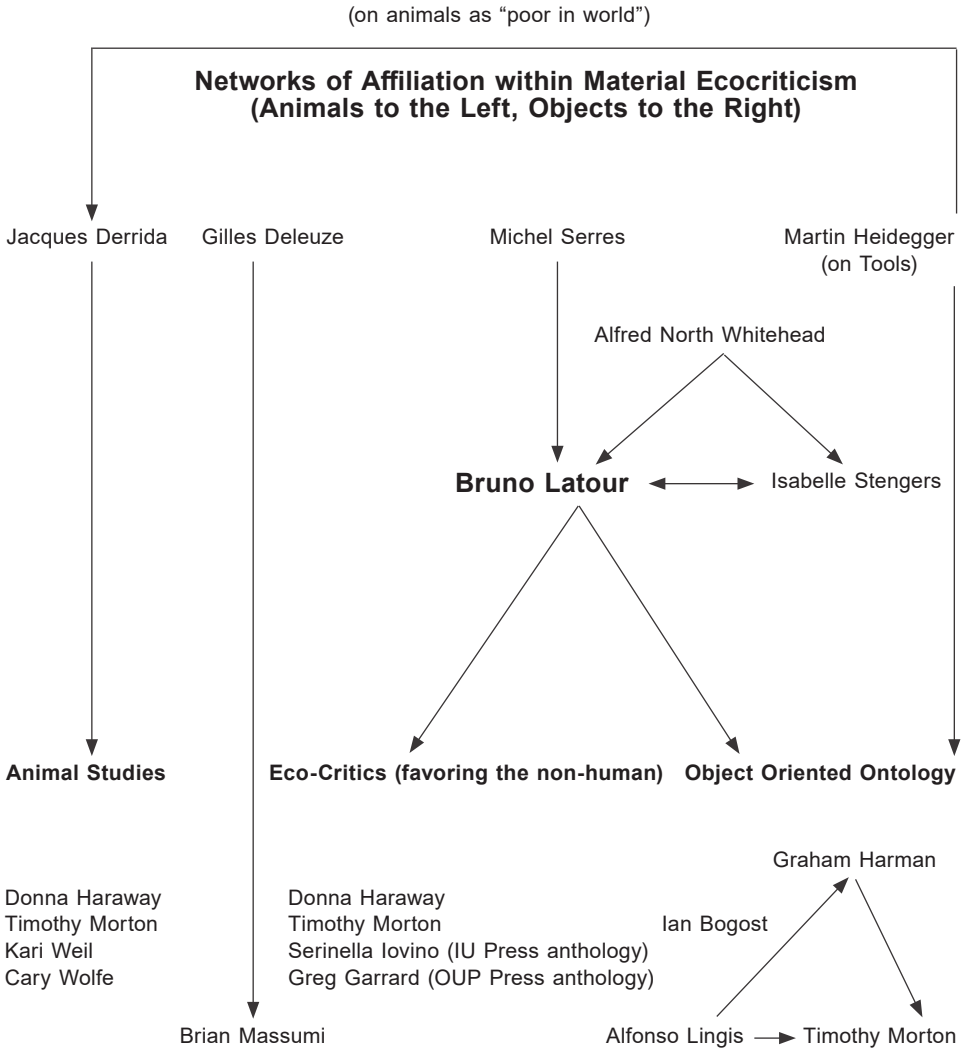 (on animals as “poor in world”)
Networks of Affiliation within Material Ecocriticism
(Animals to the Left, Objects to the Right)
Jacques Derrida
Gilles Deleuze
Michel Serres
Martin Heidegger
(on Tools)
Alfred North Whitehead
Bruno Latour
Isabelle Stengers
Animal Studies
Eco-Critics (favoring the non-human)
Object Oriented Ontology
Donna Haraway
Timothy Morton
Kari Weil
Cary Wolfe
Donna Haraway
Timothy Morton
Serinella Iovino (IU Press anthology)
Greg Garrard (OUP Press anthology)
Graham Harman
Ian Bogost
Brian Massumi
Alfonso Lingis
Timothy Morton